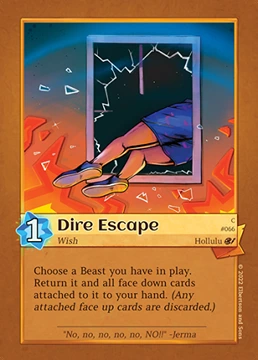 C
#066
1
Dire Escape
Wish
Hollulu
Choose a Beast you have in play.
Return it and all face down cards
attached to it to your hand. (Any
attached face up cards are discarded.)
"No, no, no, no, NO!!" -Jerma
© 2022 Elbertson and Sons